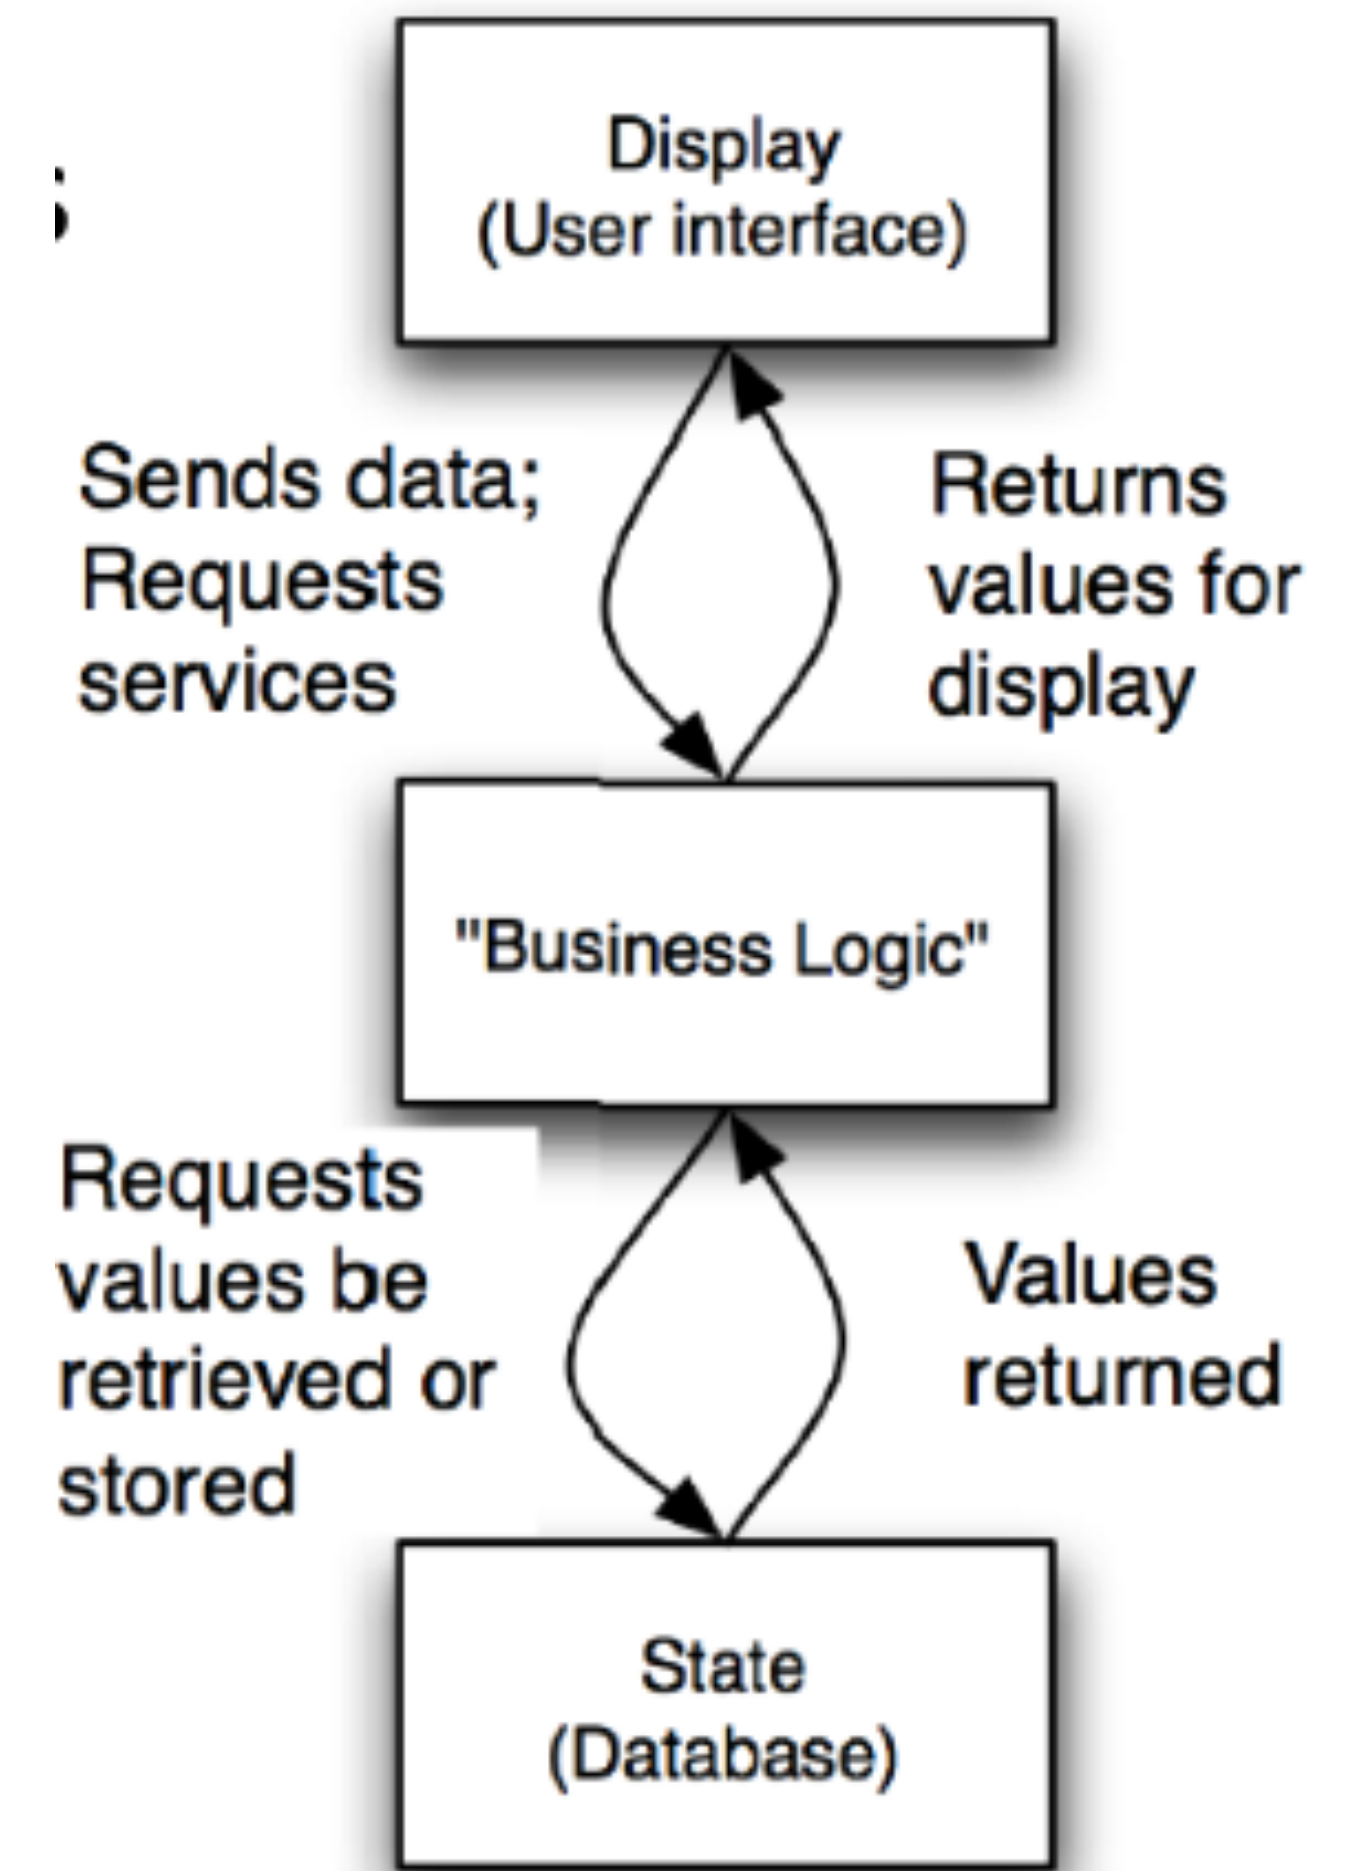 Display
(User interface)
Sends data;
Requests
services
Returns
values for
display
"Business Logic"
Requests
values be
retrieved or
stored
Values
returned
State
(Database)